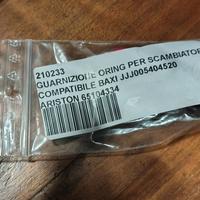 210233
GUARNIZIONE ORING PER SCAMBIATOR
COMPATIBILE BAXI JJJ005404520
ARISTON 65104334